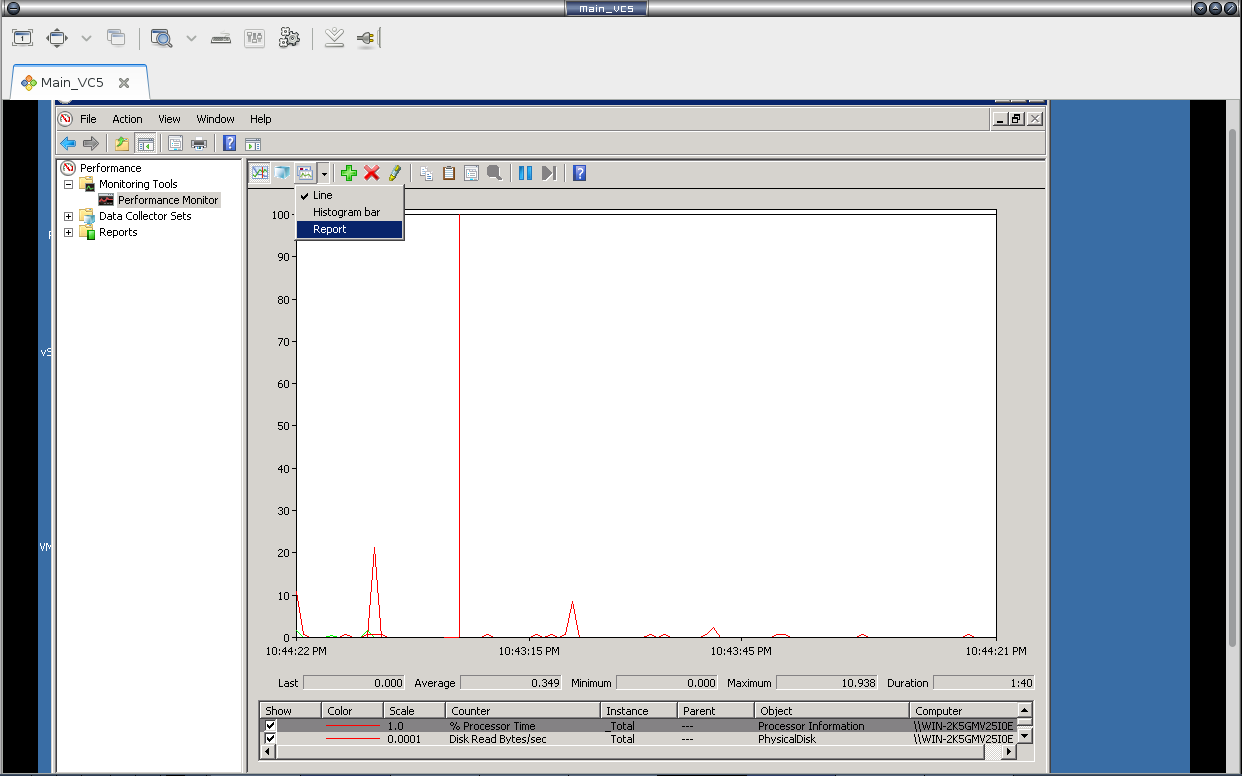 Main_VC5
1
Main_VC5
File Action View Window Help
Performance
Monitoring Tools
Performance Monitor
Data Collector Sets
Reports
Line
Histogram bar
Report
100
90
80
70
60
50
40
30
20
10
0
10:44:22 PM 10:43:15 PM 10:43:45 PM 10:44:21 PM
Last 0.000 Average 0.349 Minimum 0.000 Maximum 10.938 Duration 1:40
Show Color Scale Counter Instance Parent Object Computer
1.0 % Processor Time _Total --- Processor Information \\WIN-2K5GMV25I0E
0.0001 Disk Read Bytes/sec _Total --- PhysicalDisk \\WIN-2K5GMV25I0E
vS
VM